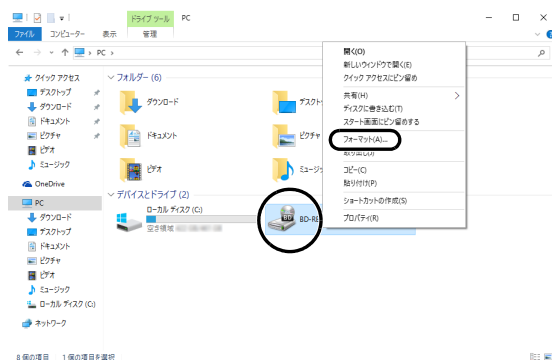 ドライブ ツール PC
ファイル コンピューター 表示 管理
PC
クイック アクセス
デスクトップ
ダウンロード
ドキュメント
ピクチャ
ビデオ
ミュージック
OneDrive
PC
ダウンロード
デスクトップ
ドキュメント
ピクチャ
ビデオ
ミュージック
ローカル ディスク (C:)
ネットワーク
フォルダー (6)
ダウンロード
ドキュメント
ビデオ
デスクト
ピクチャ
ミュージ
デバイスとドライブ (2)
ローカル ディスク (C:)
空き領域
BD
BD-RE
開く(O)
新しいウィンドウで開く(E)
クイック アクセスにピン留め
共有(H)
ディスクに書き込む(T)
スタート画面にピン留めする
フォーマット(A)...
取り出し(J)
コピー(C)
貼り付け(P)
ショートカットの作成(S)
プロパティ(R)
8 個の項目 1 個の項目を選択